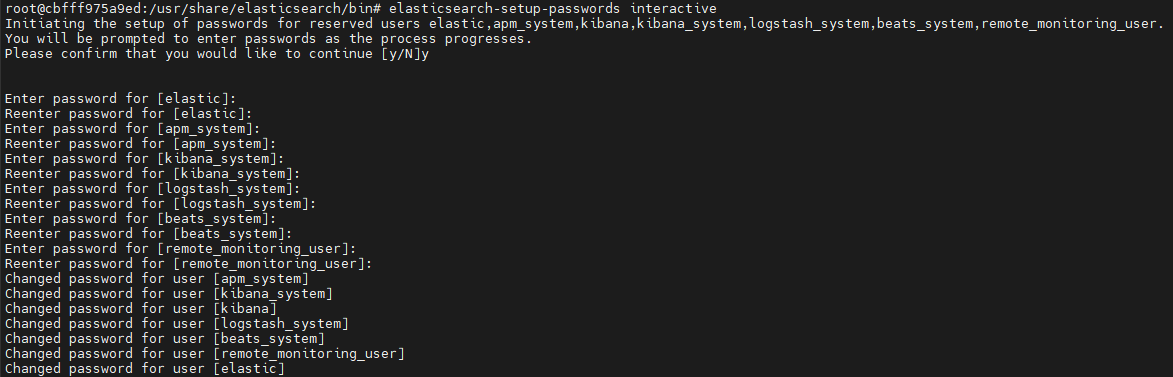 root@cbfff975a9ed:/usr/share/elasticsearch/bin# elasticsearch-setup-passwords interactive
Initiating the setup of passwords for reserved users elastic,apm_system,kibana,kibana_system,logstash_system,beats_system,remote_monitoring_user.
You will be prompted to enter passwords as the process progresses.
Please confirm that you would like to continue [y/N]y
Enter password for [elastic]:
Reenter password for [elastic]:
Enter password for [apm_system]:
Reenter password for [apm_system]:
Enter password for [kibana_system]:
Reenter password for [kibana_system]:
Enter password for [logstash_system]:
Reenter password for [logstash_system]:
Enter password for [beats_system]:
Reenter password for [beats_system]:
Enter password for [remote_monitoring_user]:
Reenter password for [remote_monitoring_user]:
Changed password for user [apm_system]
Changed password for user [kibana_system]
Changed password for user [kibana]
Changed password for user [logstash_system]
Changed password for user [beats_system]
Changed password for user [remote_monitoring_user]
Changed password for user [elastic]